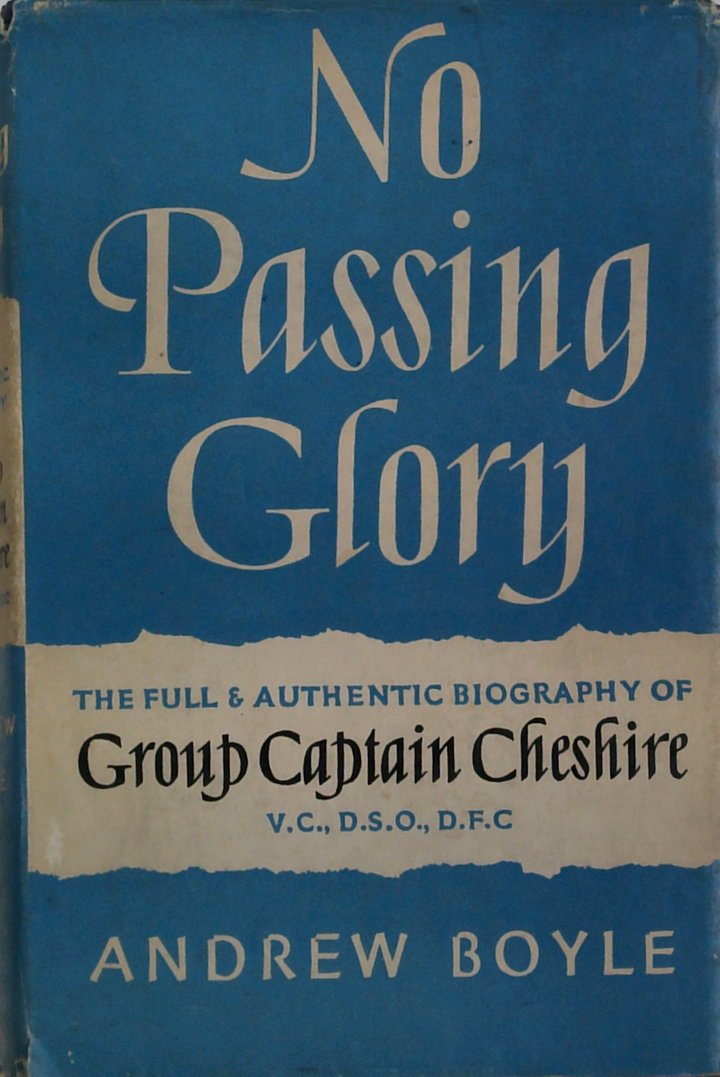 No
Passing
Glory
THE FULL & AUTHENTIC BIOGRAPHY OF
Group Captain Cheshire
V.C., D.S.O., D.F.C
ANDREW BOYLE